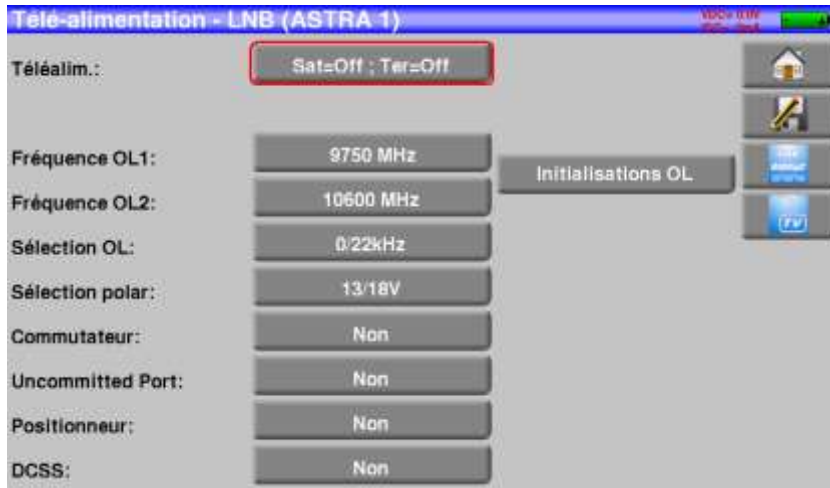 Télé-alimentation - LNB (ASTRA 1)
Téléalim.: Sat=Off ; Ter=Off
Fréquence OL1: 9750 MHz
Initialisations OL
Fréquence OL2: 10600 MHz
Sélection OL: 0/22kHz
Sélection polar: 13/18V
Commutateur: Non
Uncommitted Port: Non
Positionneur: Non
DCSS: Non
TV